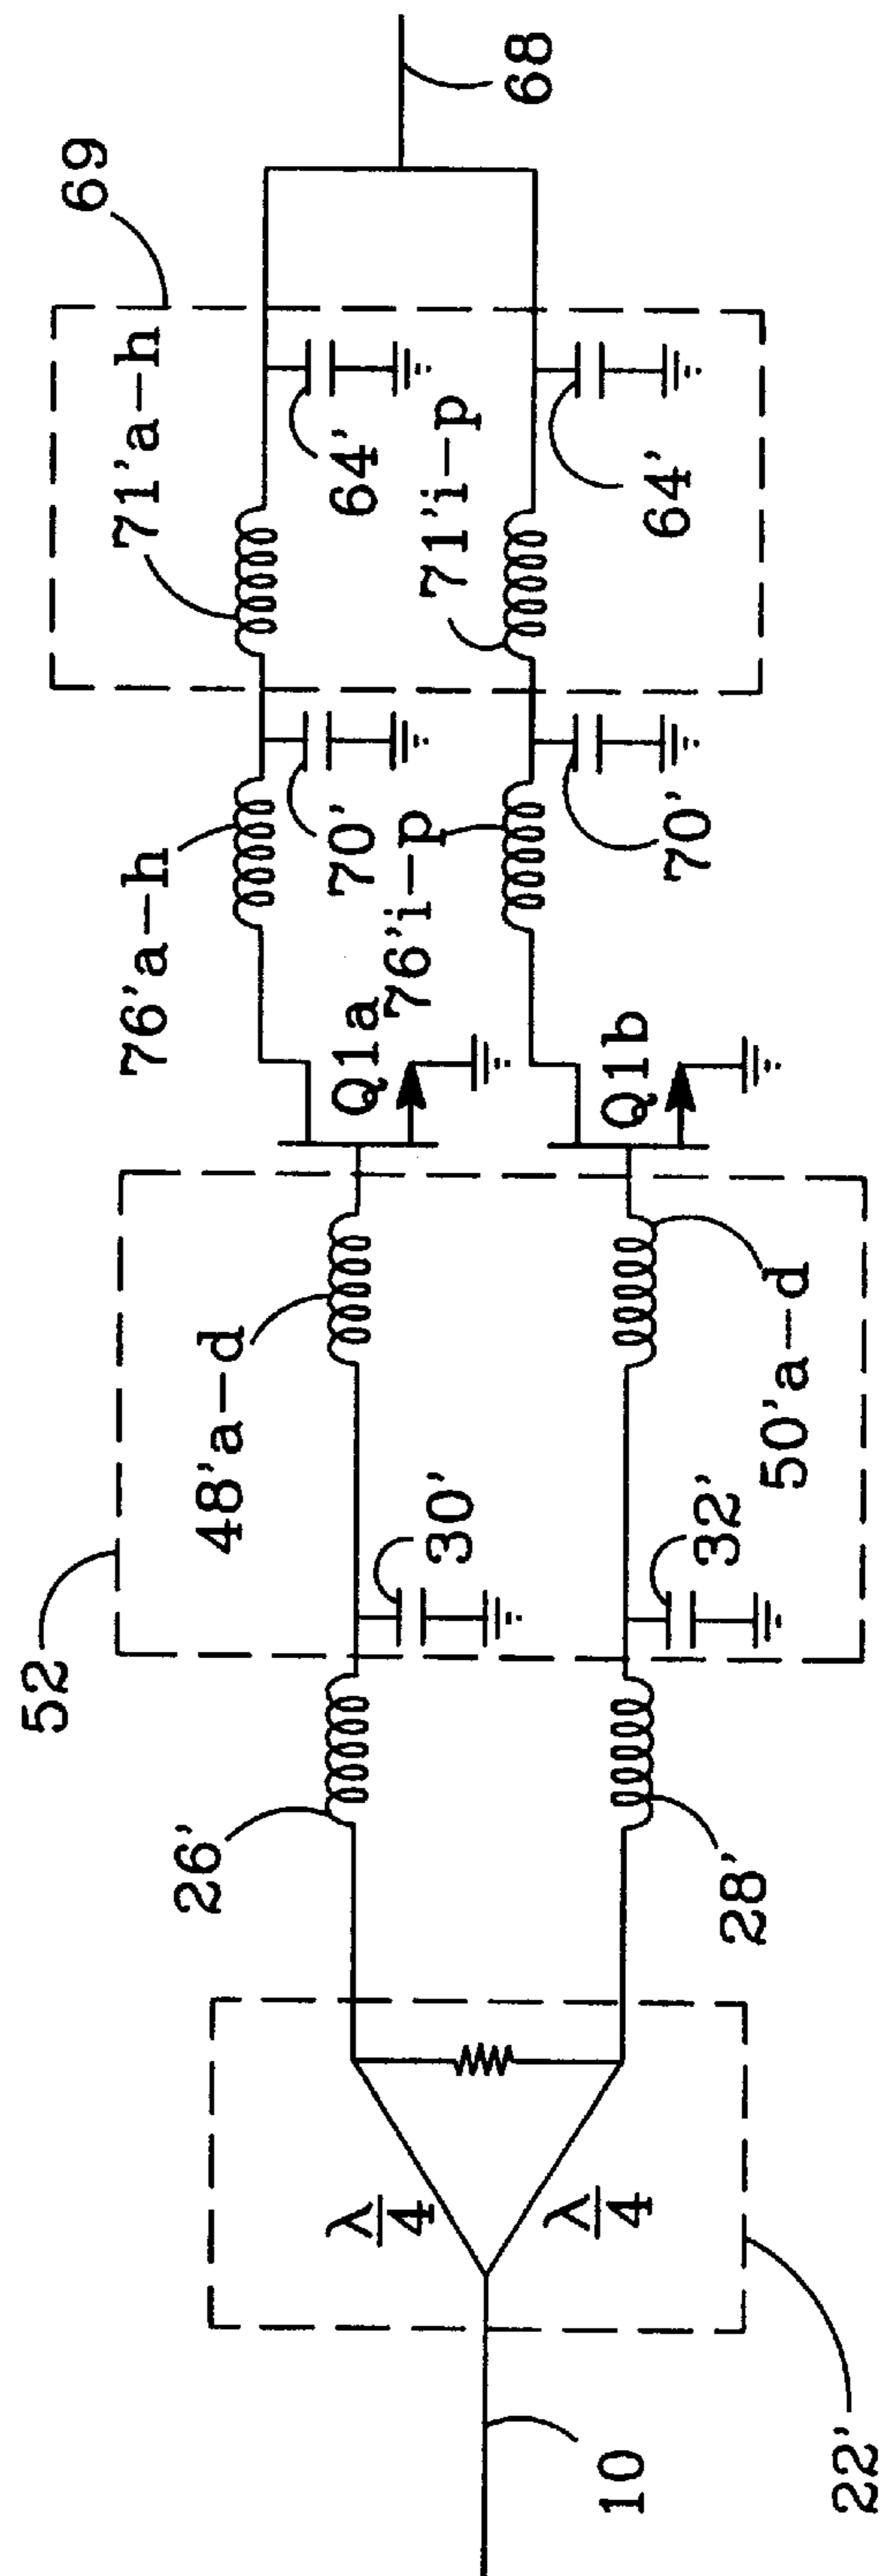 10
22'
λ/4
λ/4
26'
28'
52
30'
32'
48'a-d
50'a-d
Q1a
Q1b
76'a-h
76'i-p
70'
70'
69
71'a-h
71'i-p
64'
64'
68